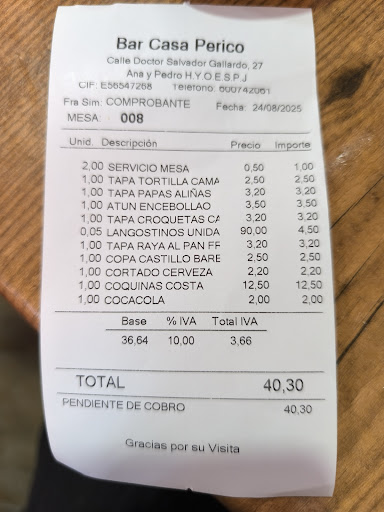 Bar Casa Perico
Calle Doctor Salvador Gallardo, 27
Ana y Pedro H.Y.O.E.S.P.J
CIF: E56547268 Teléfono: 600742061
Fra Sim: COMPROBANTE Fecha: 24/08/2025
MESA: 008
Unid. Descripción Precio Importe
2,00 SERVICIO MESA 0,50 1,00
1,00 TAPA TORTILLA CAMA 2,50 2,50
1,00 TAPA PAPAS ALIÑAS 3,20 3,20
1,00 ATUN ENCEBOLLAO 3,50 3,50
1,00 TAPA CROQUETAS CA 3,20 3,20
0,05 LANGOSTINOS UNIDA 90,00 4,50
1,00 TAPA RAYA AL PAN FF 3,20 3,20
1,00 COPA CASTILLO BARE 2,50 2,50
1,00 CORTADO CERVEZA 2,20 2,20
1,00 COQUINAS COSTA 12,50 12,50
1,00 COCACOLA 2,00 2,00
Base % IVA Total IVA
36,64 10,00 3,66
TOTAL 40,30
PENDIENTE DE COBRO 40,30
Gracias por su Visita